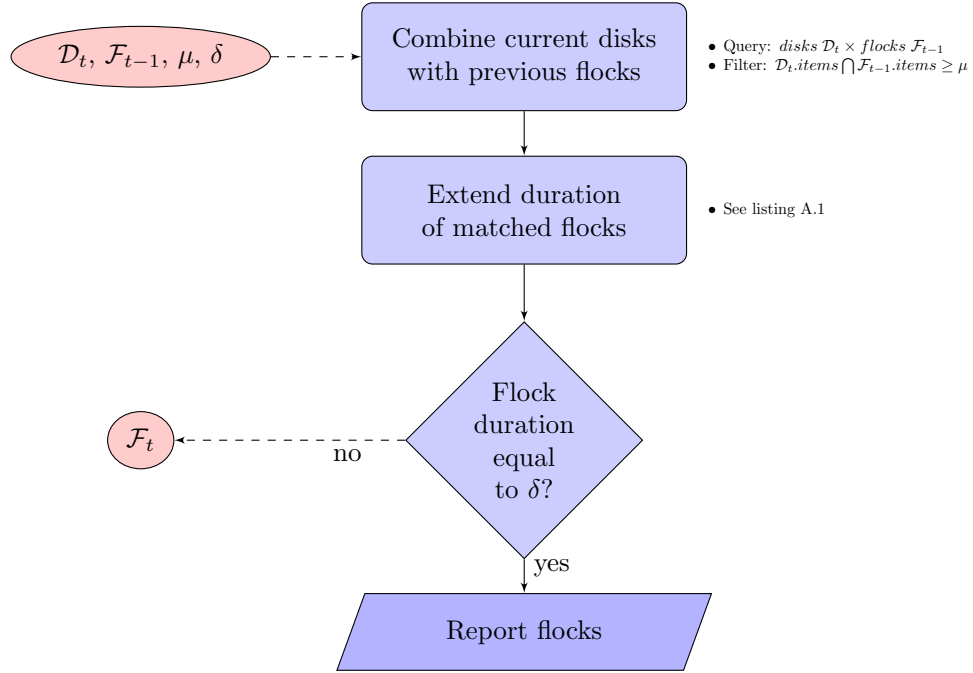 𝒟ₜ, ℱₜ₋₁, μ, δ
Combine current disks
with previous flocks
• Query: disks 𝒟ₜ × flocks ℱₜ₋₁
• Filter: 𝒟ₜ.items ⋂ ℱₜ₋₁.items ≥ μ
Extend duration
of matched flocks
• See listing A.1
Flock
duration
equal
to δ?
ℱₜ
no
yes
Report flocks